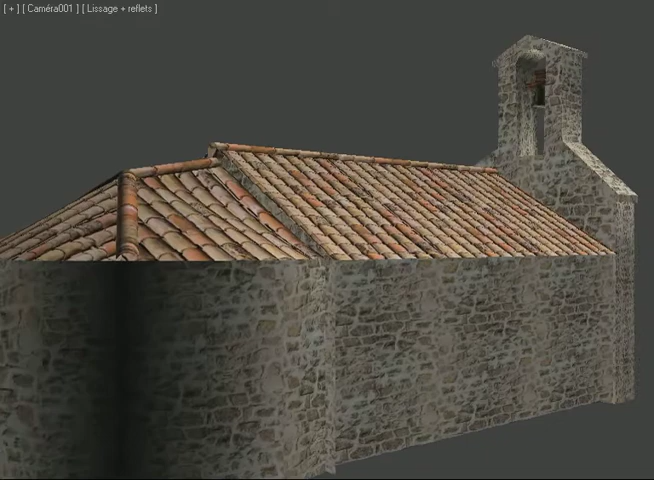 [ + ] [ Caméra001 ] [ Lissage + reflets ]